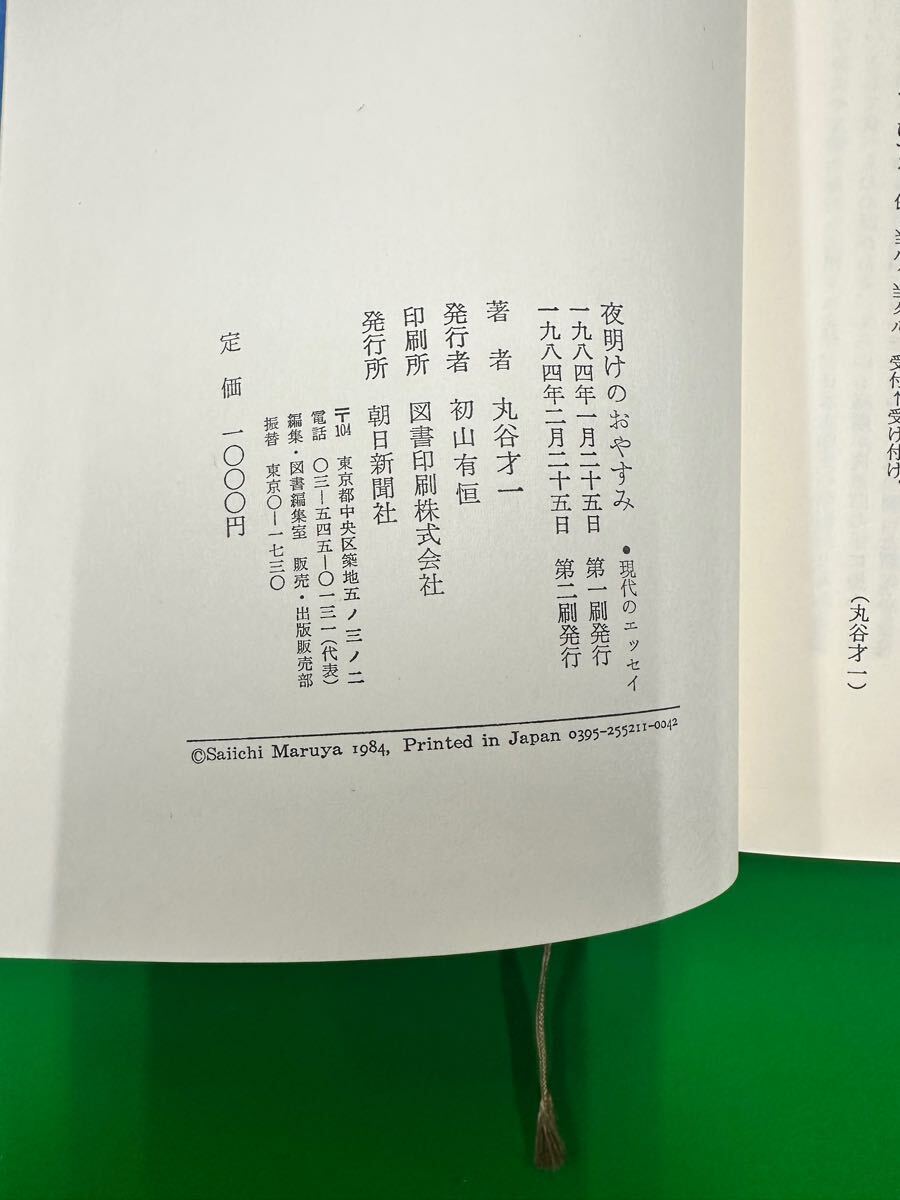 (丸谷才一)
夜明けのおやすみ ●現代のエッセイ
一九八四年一月二十五日 第一刷発行
一九八四年二月二十五日 第二刷発行
著者 丸谷才一
発行者 初山有恒
印刷所 図書印刷株式会社
発行所 朝日新聞社
〒104 東京都中央区築地五ノ三ノ二
電話 〇三―五四五―〇一三一(代表)
編集・図書編集室 販売・出版販売部
振替 東京〇―一七三〇
定価 一〇〇〇円
©Saiichi Maruya 1984, Printed in Japan 0395-255211-0042